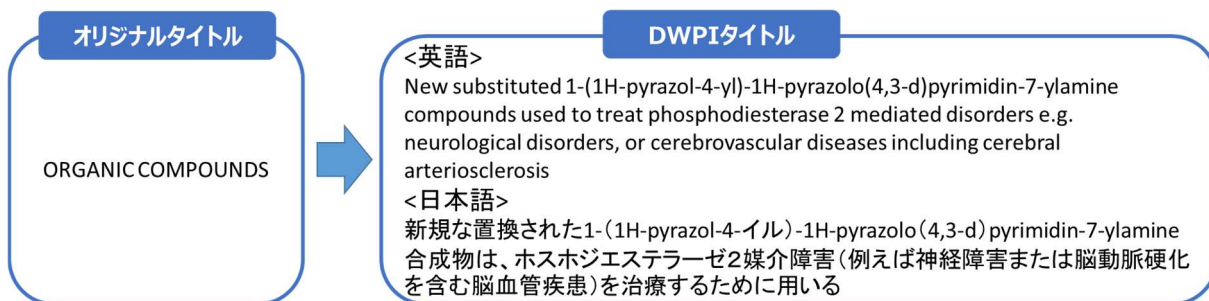 オリジナルタイトル
ORGANIC COMPOUNDS
DWPIタイトル
<英語>
New substituted 1-(1H-pyrazol-4-yl)-1H-pyrazolo(4,3-d)pyrimidin-7-ylamine
compounds used to treat phosphodiesterase 2 mediated disorders e.g.
neurological disorders, or cerebrovascular diseases including cerebral
arteriosclerosis
<日本語>
新規な置換された1-(1H-pyrazol-4-イル)-1H-pyrazolo(4,3-d)pyrimidin-7-ylamine
合成物は、ホスホジエステラーゼ2媒介障害(例えば神経障害または脳動脈硬化
を含む脳血管疾患)を治療するために用いる